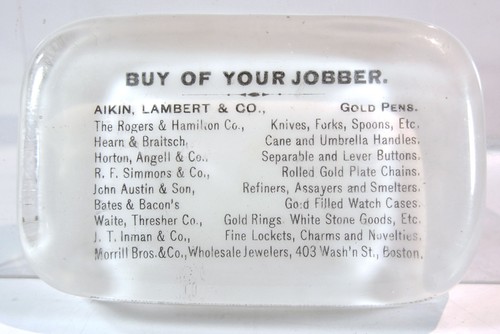 BUY OF YOUR JOBBER.
AIKIN, LAMBERT & CO., GOLD PENS.
The Rogers & Hamilton Co., Knives, Forks, Spoons, Etc.
Hearn & Braitsch, Cane and Umbrella Handles.
Horton, Angell & Co., Separable and Lever Buttons.
R. F. Simmons & Co., Rolled Gold Plate Chains.
John Austin & Son, Refiners, Assayers and Smelters.
Bates & Bacon's Gold Filled Watch Cases.
Waite, Thresher Co., Gold Rings. White Stone Goods, Etc.
J. T. Inman & Co., Fine Lockets, Charms and Novelties.
Morrill Bros. & Co., Wholesale Jewelers, 403 Wash'n St., Boston.